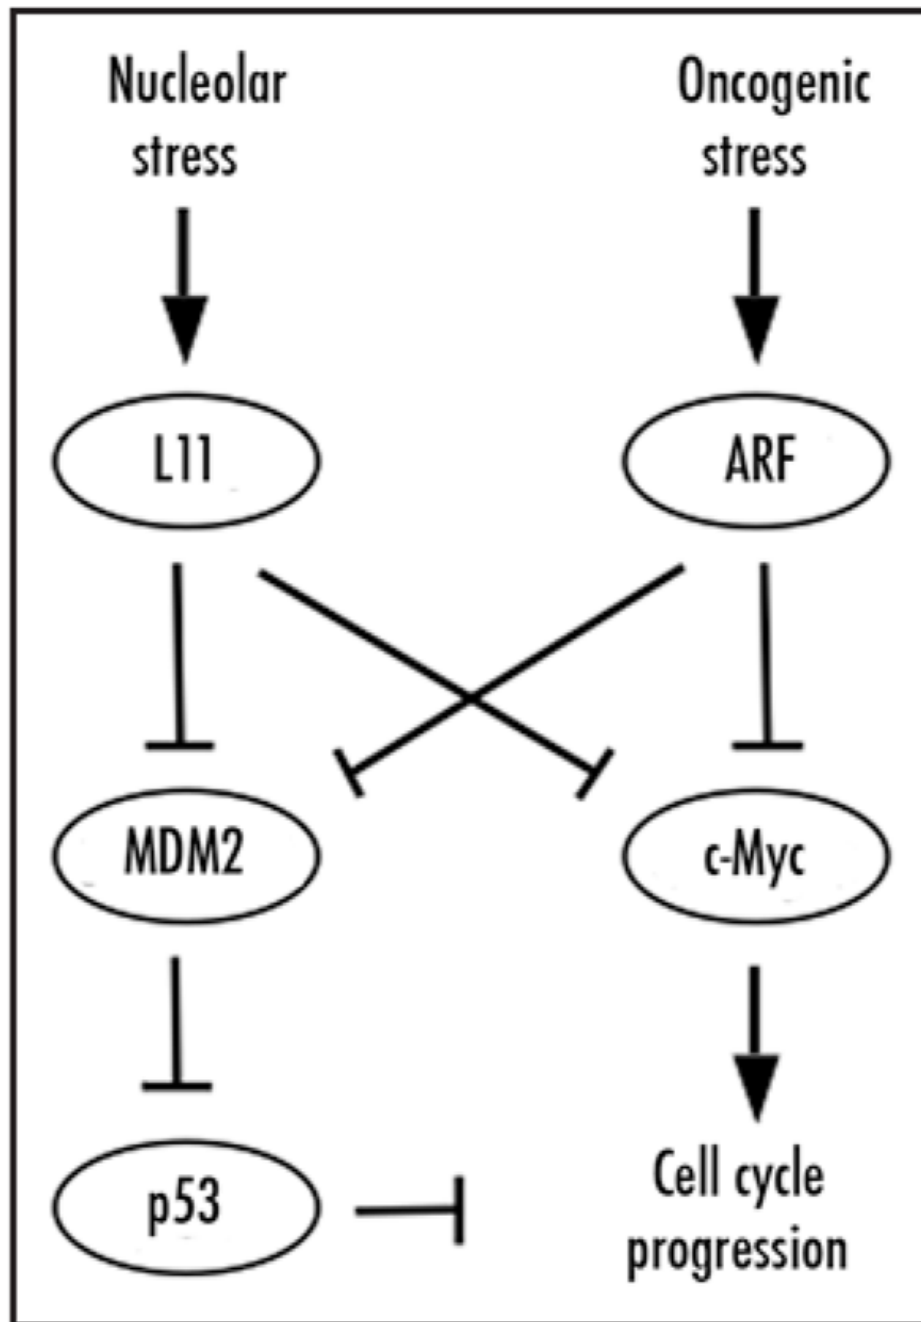 Nucleolar
stress
Oncogenic
stress
L11
ARF
MDM2
c-Myc
p53
Cell cycle
progression